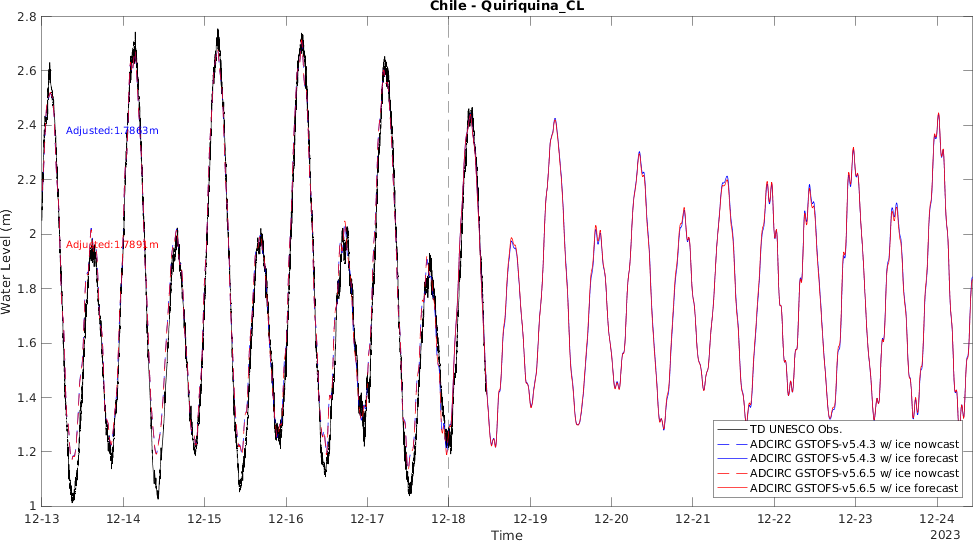 Chile - Quiriquina_CL
2.8
2.6
2.4
2.2
2
1.8
1.6
1.4
1.2
1
Water Level (m)
Adjusted:1.7863m
Adjusted:1.7891m
TD UNESCO Obs.
ADCIRC GSTOFS-v5.4.3 w/ ice nowcast
ADCIRC GSTOFS-v5.4.3 w/ ice forecast
ADCIRC GSTOFS-v5.6.5 w/ ice nowcast
ADCIRC GSTOFS-v5.6.5 w/ ice forecast
12-13 12-14 12-15 12-16 12-17 12-18 12-19 12-20 12-21 12-22 12-23 12-24
Time
2023